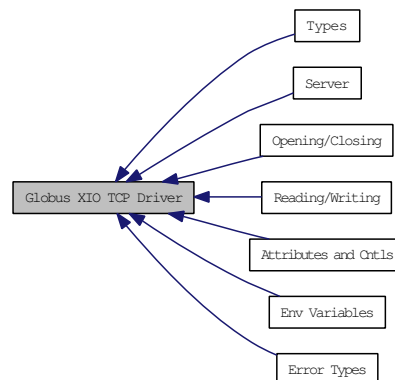 Types
Server
Opening/Closing
Globus XIO TCP Driver
Reading/Writing
Attributes and Cntls
Env Variables
Error Types